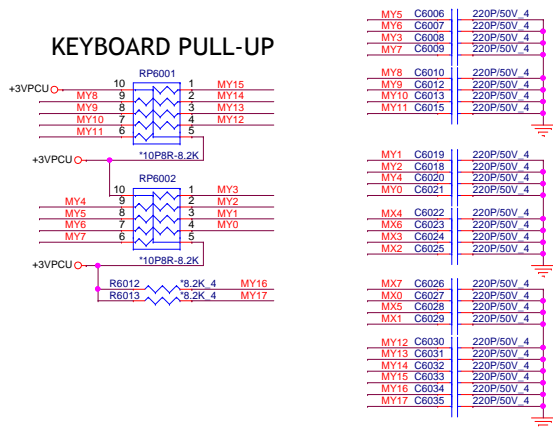 KEYBOARD PULL-UP
RP6001
+3VPCU 10 1 MY15
MY8 9 2 MY14
MY9 8 3 MY13
MY10 7 4 MY12
MY11 6 5
*10P8R-8.2K
+3VPCU
RP6002
10 1 MY3
MY4 9 2 MY2
MY5 8 3 MY1
MY6 7 4 MY0
MY7 6 5
*10P8R-8.2K
+3VPCU
R6012 *8.2K_4 MY16
R6013 *8.2K_4 MY17
MY5 C6006 220P/50V_4
MY6 C6007 220P/50V_4
MY3 C6008 220P/50V_4
MY7 C6009 220P/50V_4
MY8 C6010 220P/50V_4
MY9 C6012 220P/50V_4
MY10 C6013 220P/50V_4
MY11 C6015 220P/50V_4
MY1 C6019 220P/50V_4
MY2 C6018 220P/50V_4
MY4 C6020 220P/50V_4
MY0 C6021 220P/50V_4
MX4 C6022 220P/50V_4
MX6 C6023 220P/50V_4
MX3 C6024 220P/50V_4
MX2 C6025 220P/50V_4
MX7 C6026 220P/50V_4
MX0 C6027 220P/50V_4
MX5 C6028 220P/50V_4
MX1 C6029 220P/50V_4
MY12 C6030 220P/50V_4
MY13 C6031 220P/50V_4
MY14 C6032 220P/50V_4
MY15 C6033 220P/50V_4
MY16 C6034 220P/50V_4
MY17 C6035 220P/50V_4